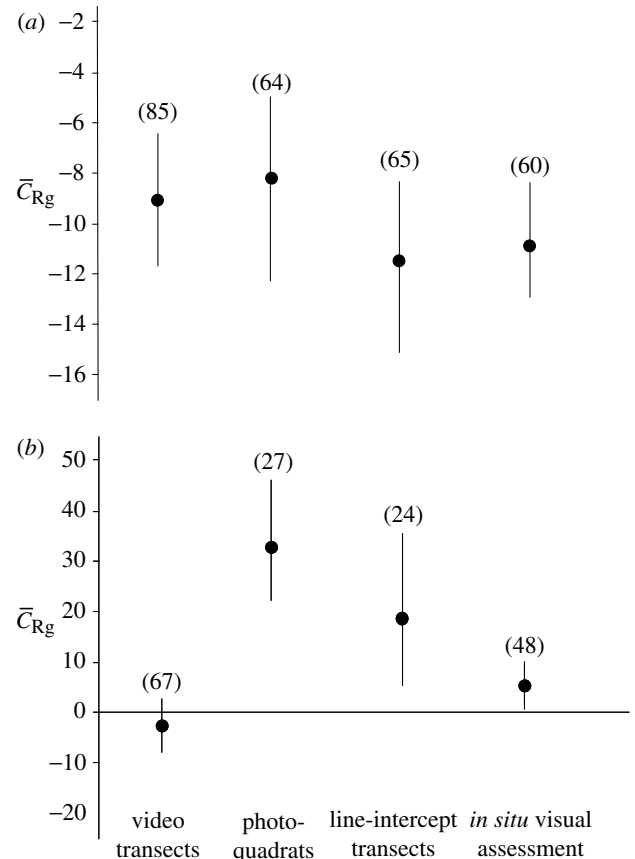 (a)
−2
−4
−6
−8
−10
−12
−14
−16
C̅Rg
(85)
(64)
(65)
(60)
(b)
50
40
30
20
10
0
−10
−20
C̅Rg
(67)
(27)
(24)
(48)
video
transects
photo-
quadrats
line-intercept
transects
in situ visual
assessment